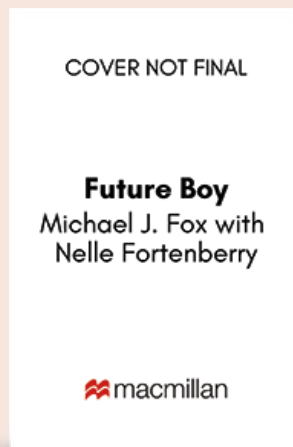 COVER NOT FINAL
Future Boy
Michael J. Fox with
Nelle Fortenberry
macmillan